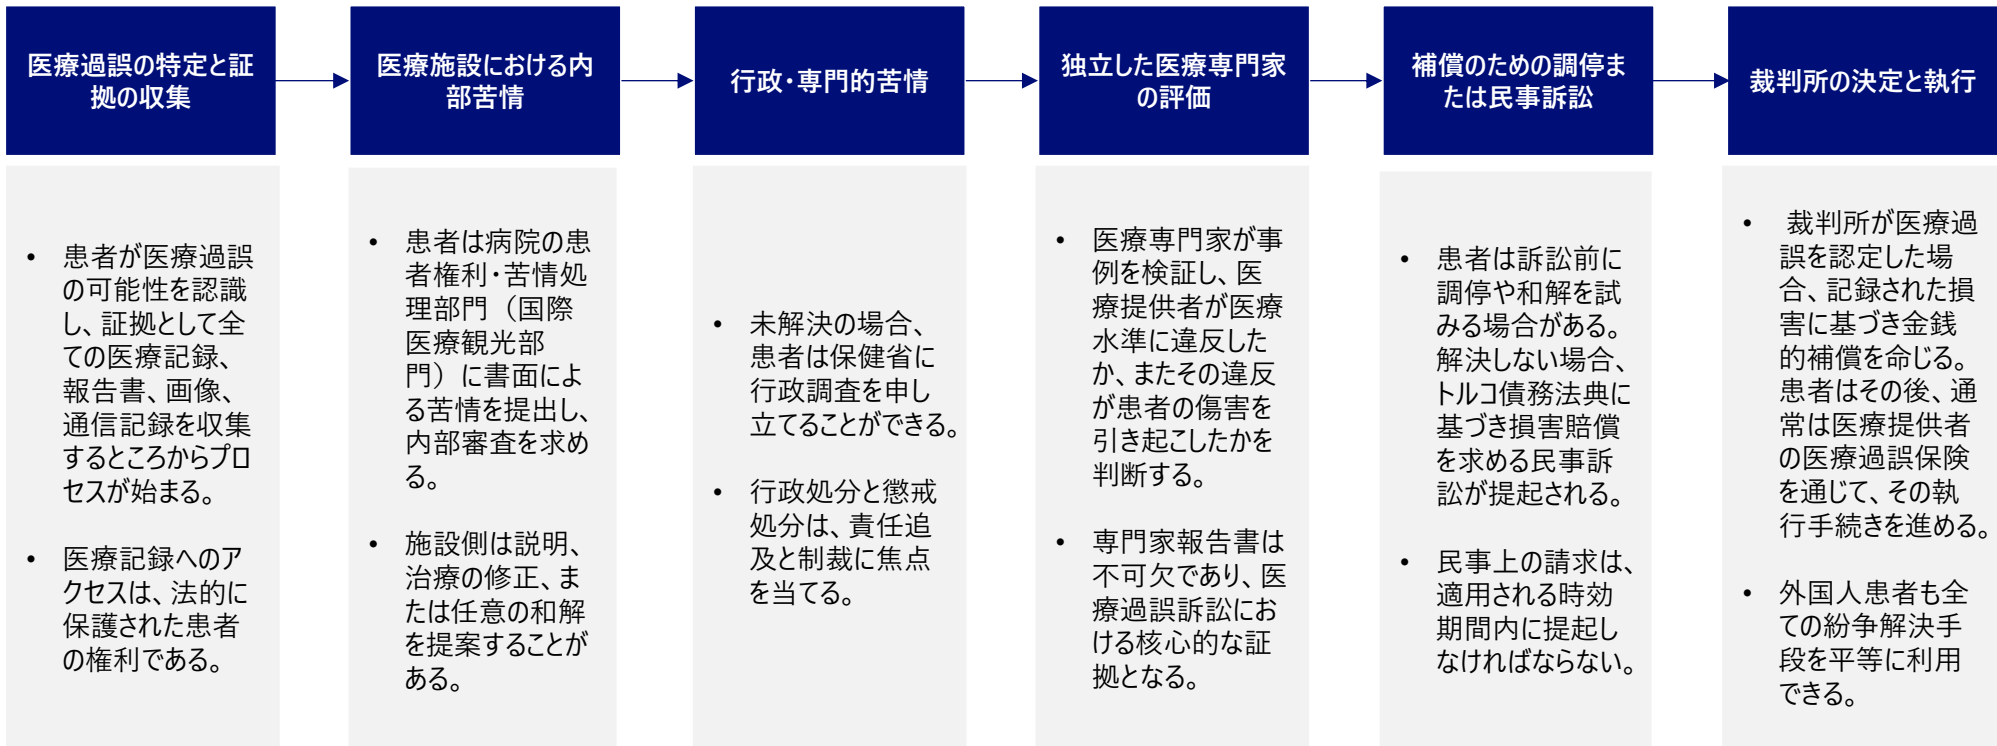 医療過誤の特定と証
拠の収集
医療施設における内
部苦情
行政・専門的苦情
独立した医療専門家
の評価
補償のための調停ま
たは民事訴訟
裁判所の決定と執行
• 患者が医療過誤
の可能性を認識
し、証拠として全
ての医療記録、
報告書、画像、
通信記録を収集
するところからプロ
セスが始まる。
• 医療記録へのア
クセスは、法的に
保護された患者
の権利である。
• 患者は病院の患
者権利・苦情処
理部門（国際
医療観光部
門）に書面によ
る苦情を提出し、
内部審査を求め
る。
• 施設側は説明、
治療の修正、ま
たは任意の和解
を提案することが
ある。
• 未解決の場合、
患者は保健省に
行政調査を申し
立てることができる。
• 行政処分と懲戒
処分は、責任追
及と制裁に焦点
を当てる。
• 医療専門家が事
例を検証し、医
療提供者が医療
水準に違反した
か、またその違反
が患者の傷害を
引き起こしたかを
判断する。
• 専門家報告書は
不可欠であり、医
療過誤訴訟にお
ける核心的な証
拠となる。
• 患者は訴訟前に
調停や和解を試
みる場合がある。
解決しない場合、
トルコ債務法典に
基づき損害賠償
を求める民事訴
訟が提起される。
• 民事上の請求は、
適用される時効
期間内に提起し
なければならない。
• 裁判所が医療過
誤を認定した場
合、記録された損
害に基づき金銭
的補償を命じる。
患者はその後、通
常は医療提供者
の医療過誤保険
を通じて、その執
行手続きを進める。
• 外国人患者も全
ての紛争解決手
段を平等に利用
できる。